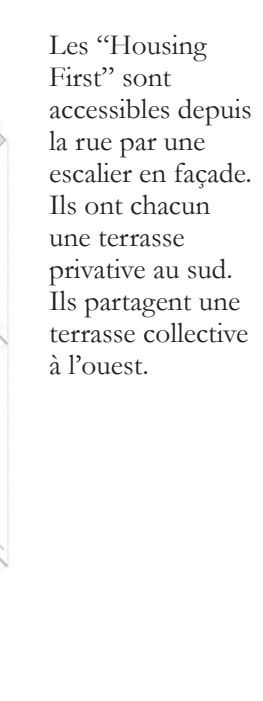 Les “Housing
First” sont
accessibles depuis
la rue par une
escalier en façade.
Ils ont chacun
une terrasse
privative au sud.
Ils partagent une
terrasse collective
à l’ouest.